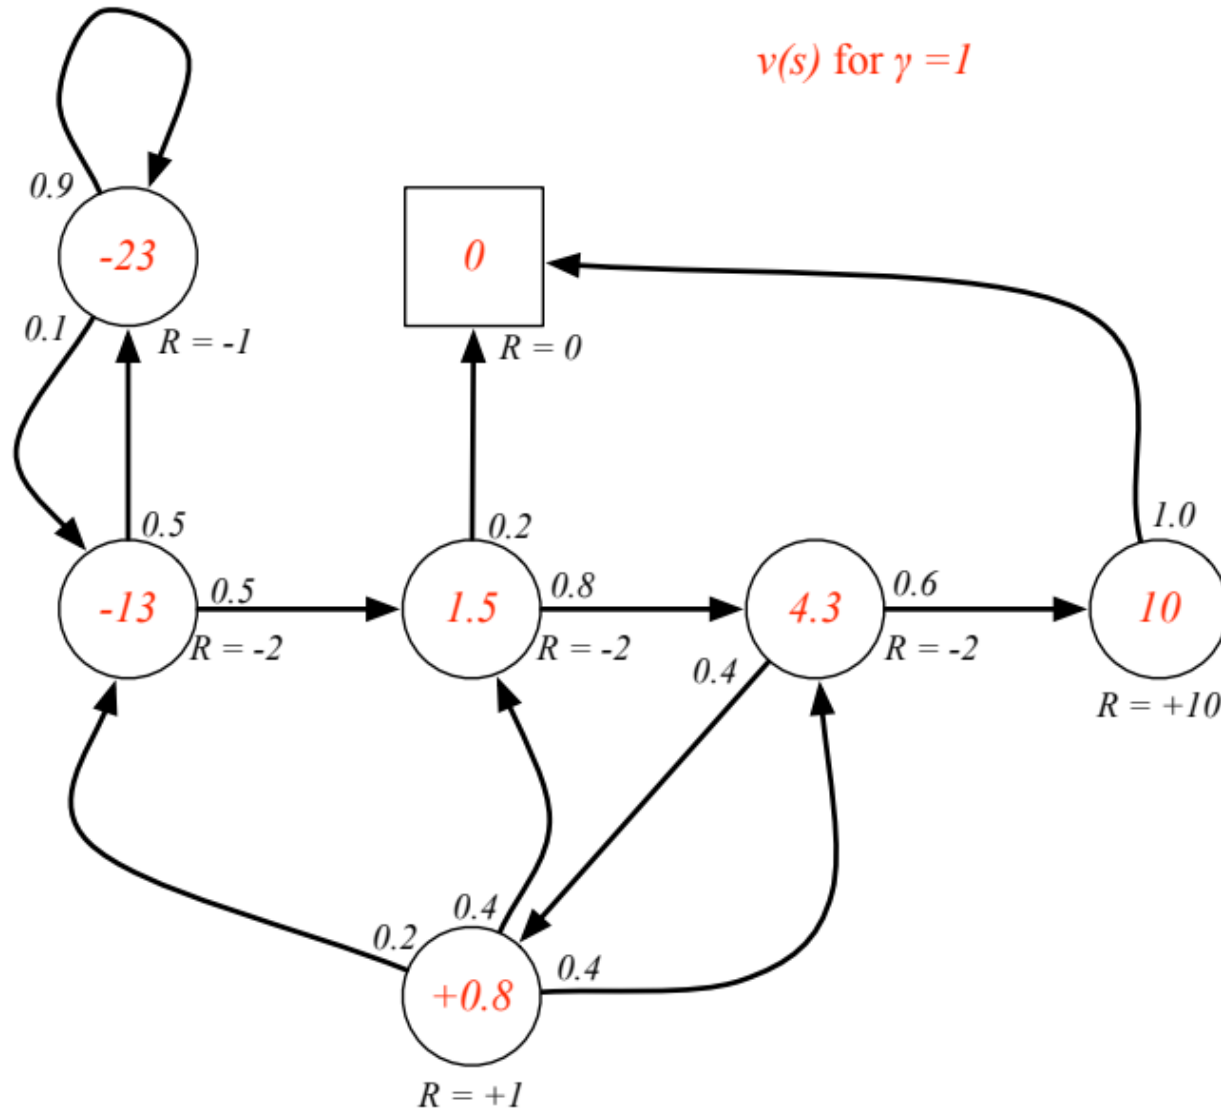 v(s) for γ =1
0.9
-23
0
0.1
R = -1
R = 0
0.5
0.2
1.0
-13
0.5
1.5
0.8
4.3
0.6
10
R = -2
R = -2
R = -2
0.4
R = +10
0.4
0.2
0.4
+0.8
R = +1